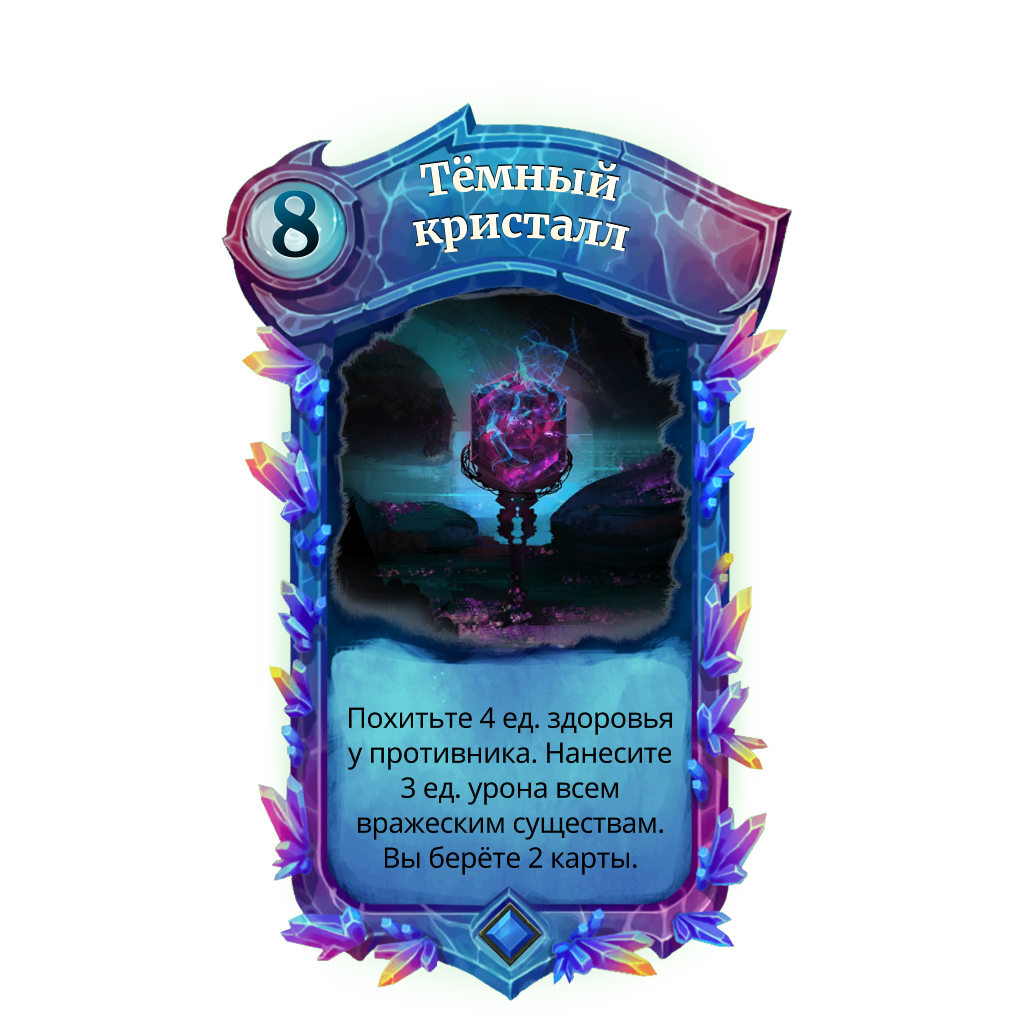 8
Тёмный
кристалл
Похитьте 4 ед. здоровья
у противника. Нанесите
3 ед. урона всем
вражеским существам.
Вы берёте 2 карты.